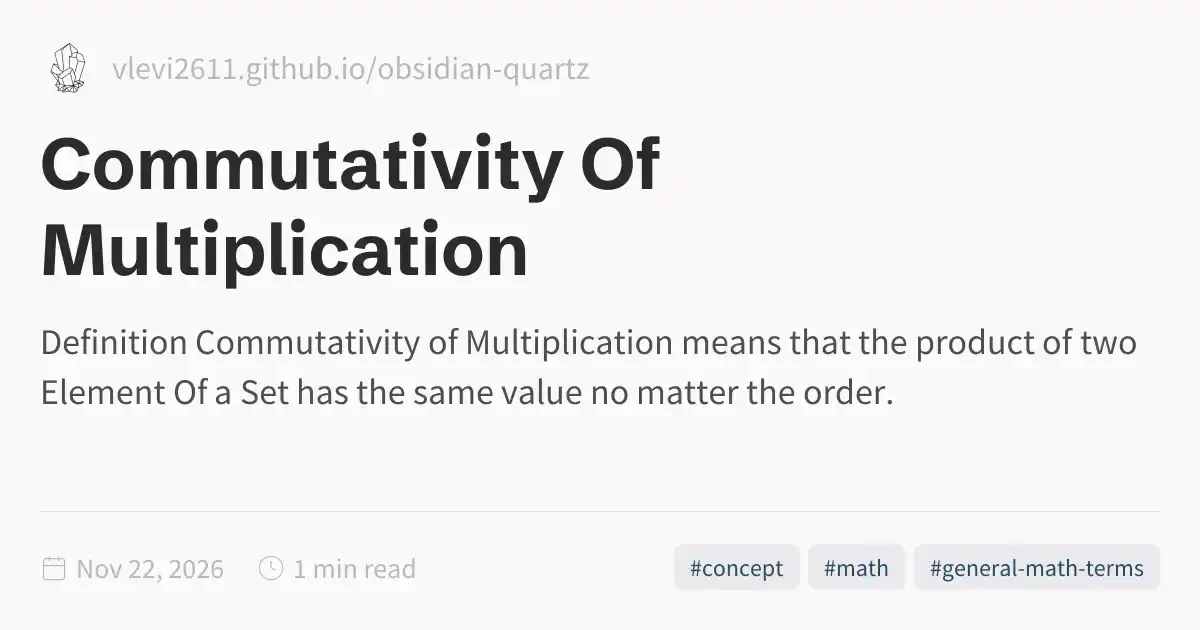 vlevi2611.github.io/obsidian-quartz
Commutativity Of
Multiplication
Definition Commutativity of Multiplication means that the product of two
Element Of a Set has the same value no matter the order.
Nov 22, 2026 1 min read #concept #math #general-math-terms